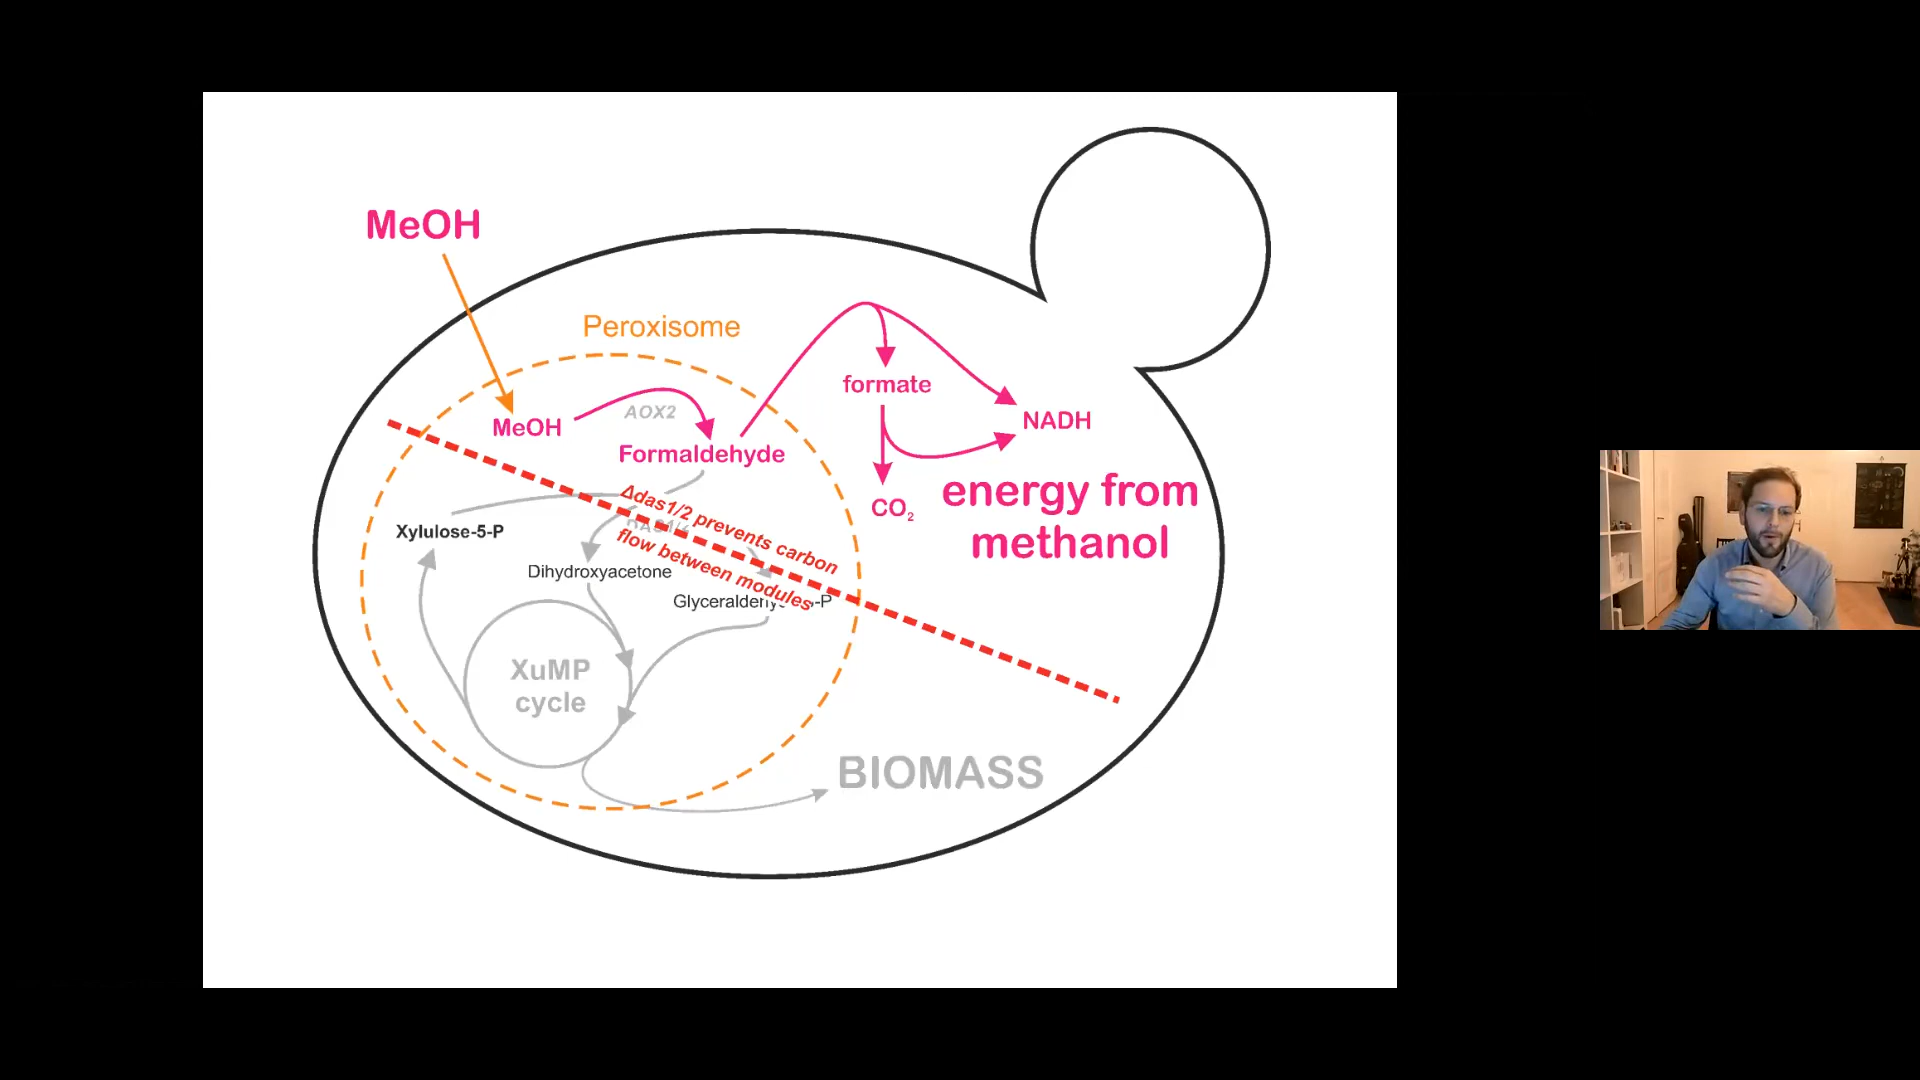 MeOH
Peroxisome
MeOH
AOX2
Formaldehyde
formate
NADH
CO₂
energy from
methanol
Δdas1/2 prevents carbon
flow between modules
Xylulose-5-P
Dihydroxyacetone
XuMP
cycle
BIOMASS